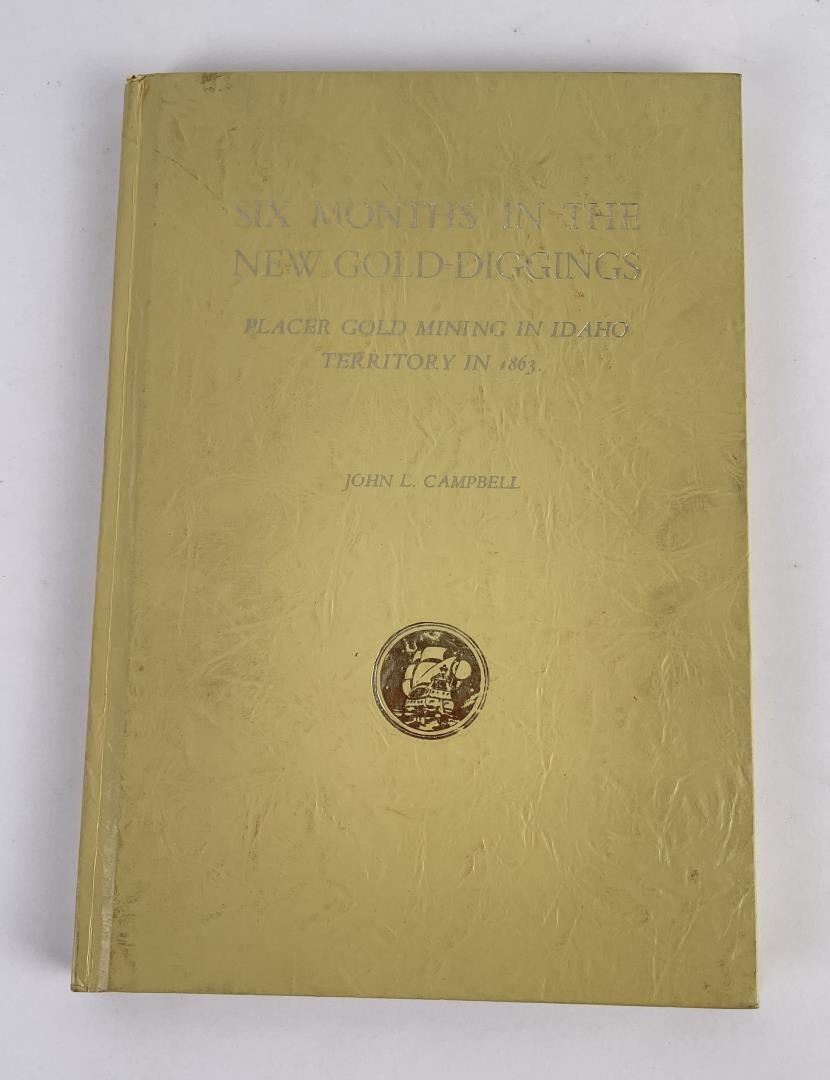 SIX MONTHS IN THE
NEW GOLD-DIGGINGS
PLACER GOLD MINING IN IDAHO
TERRITORY IN 1863.
JOHN L. CAMPBELL